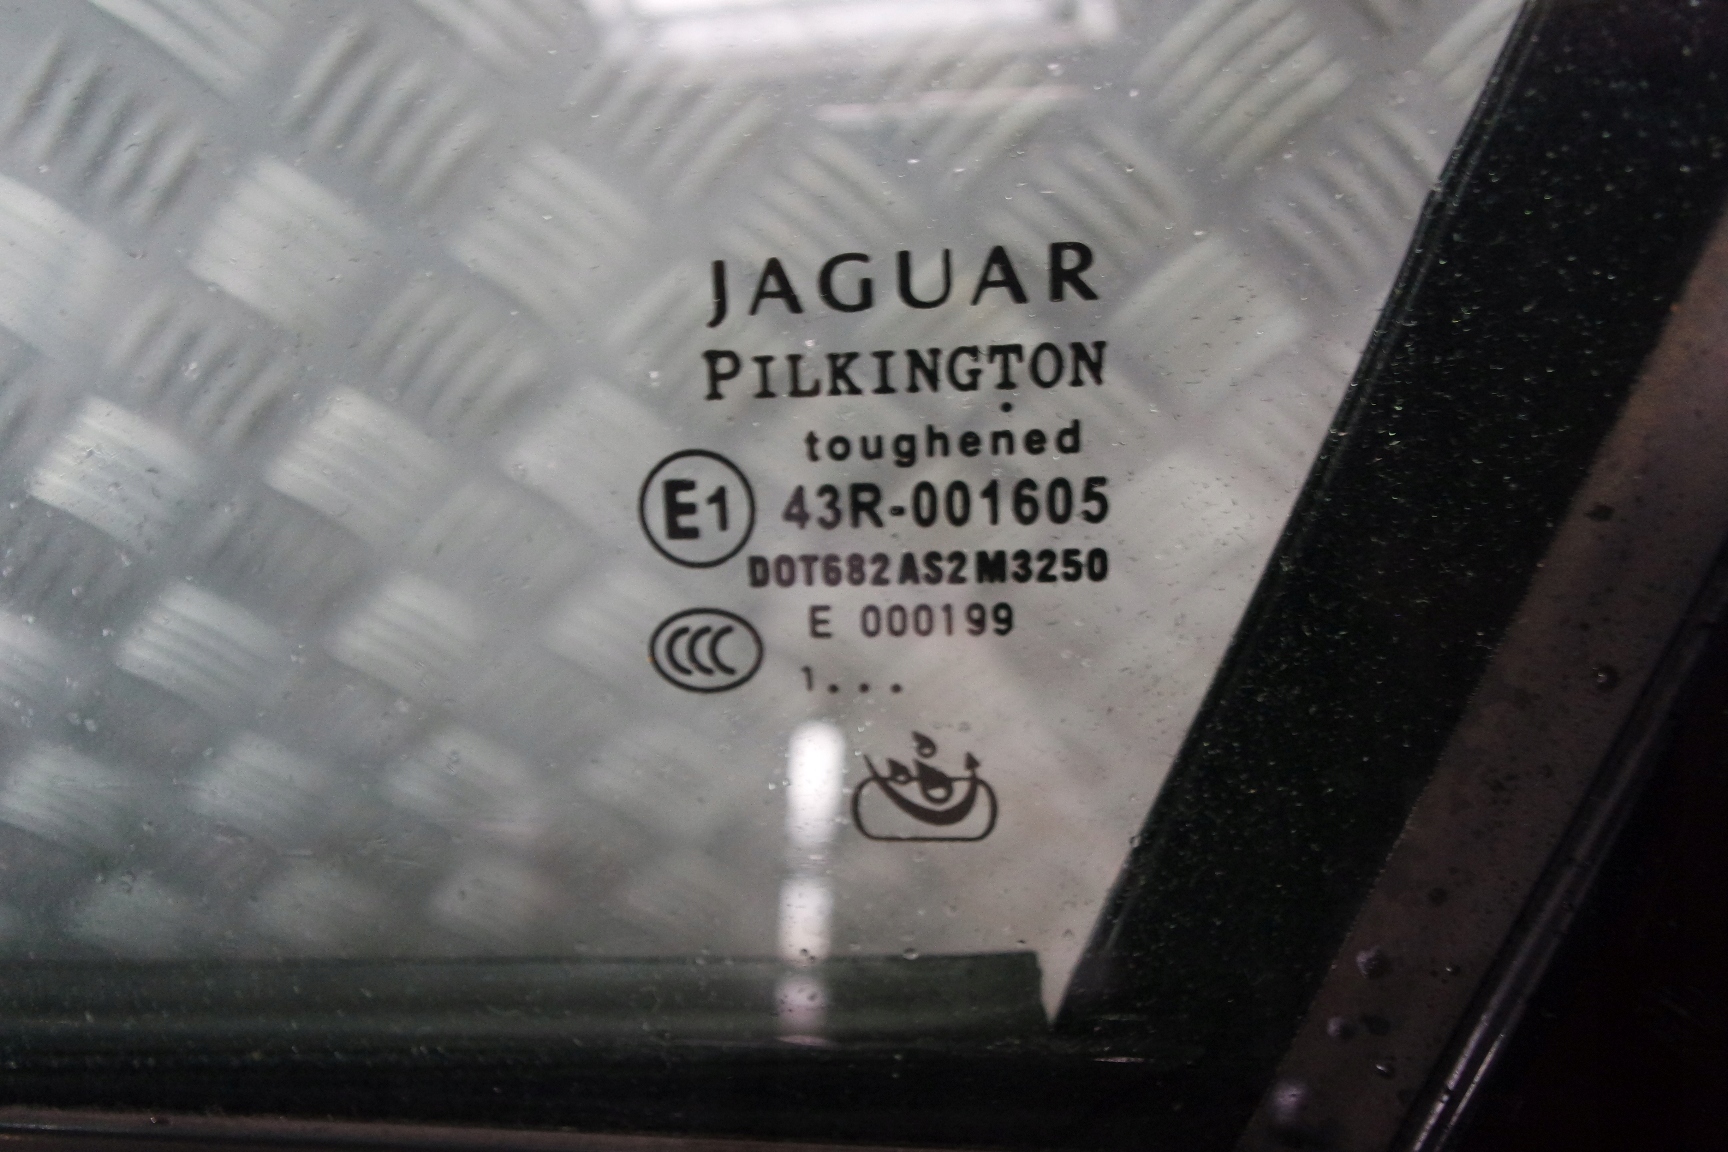 JAGUAR
PILKINGTON
toughened
E1 43R-001605
DOT682AS2M3250
CCC E 000199
1...